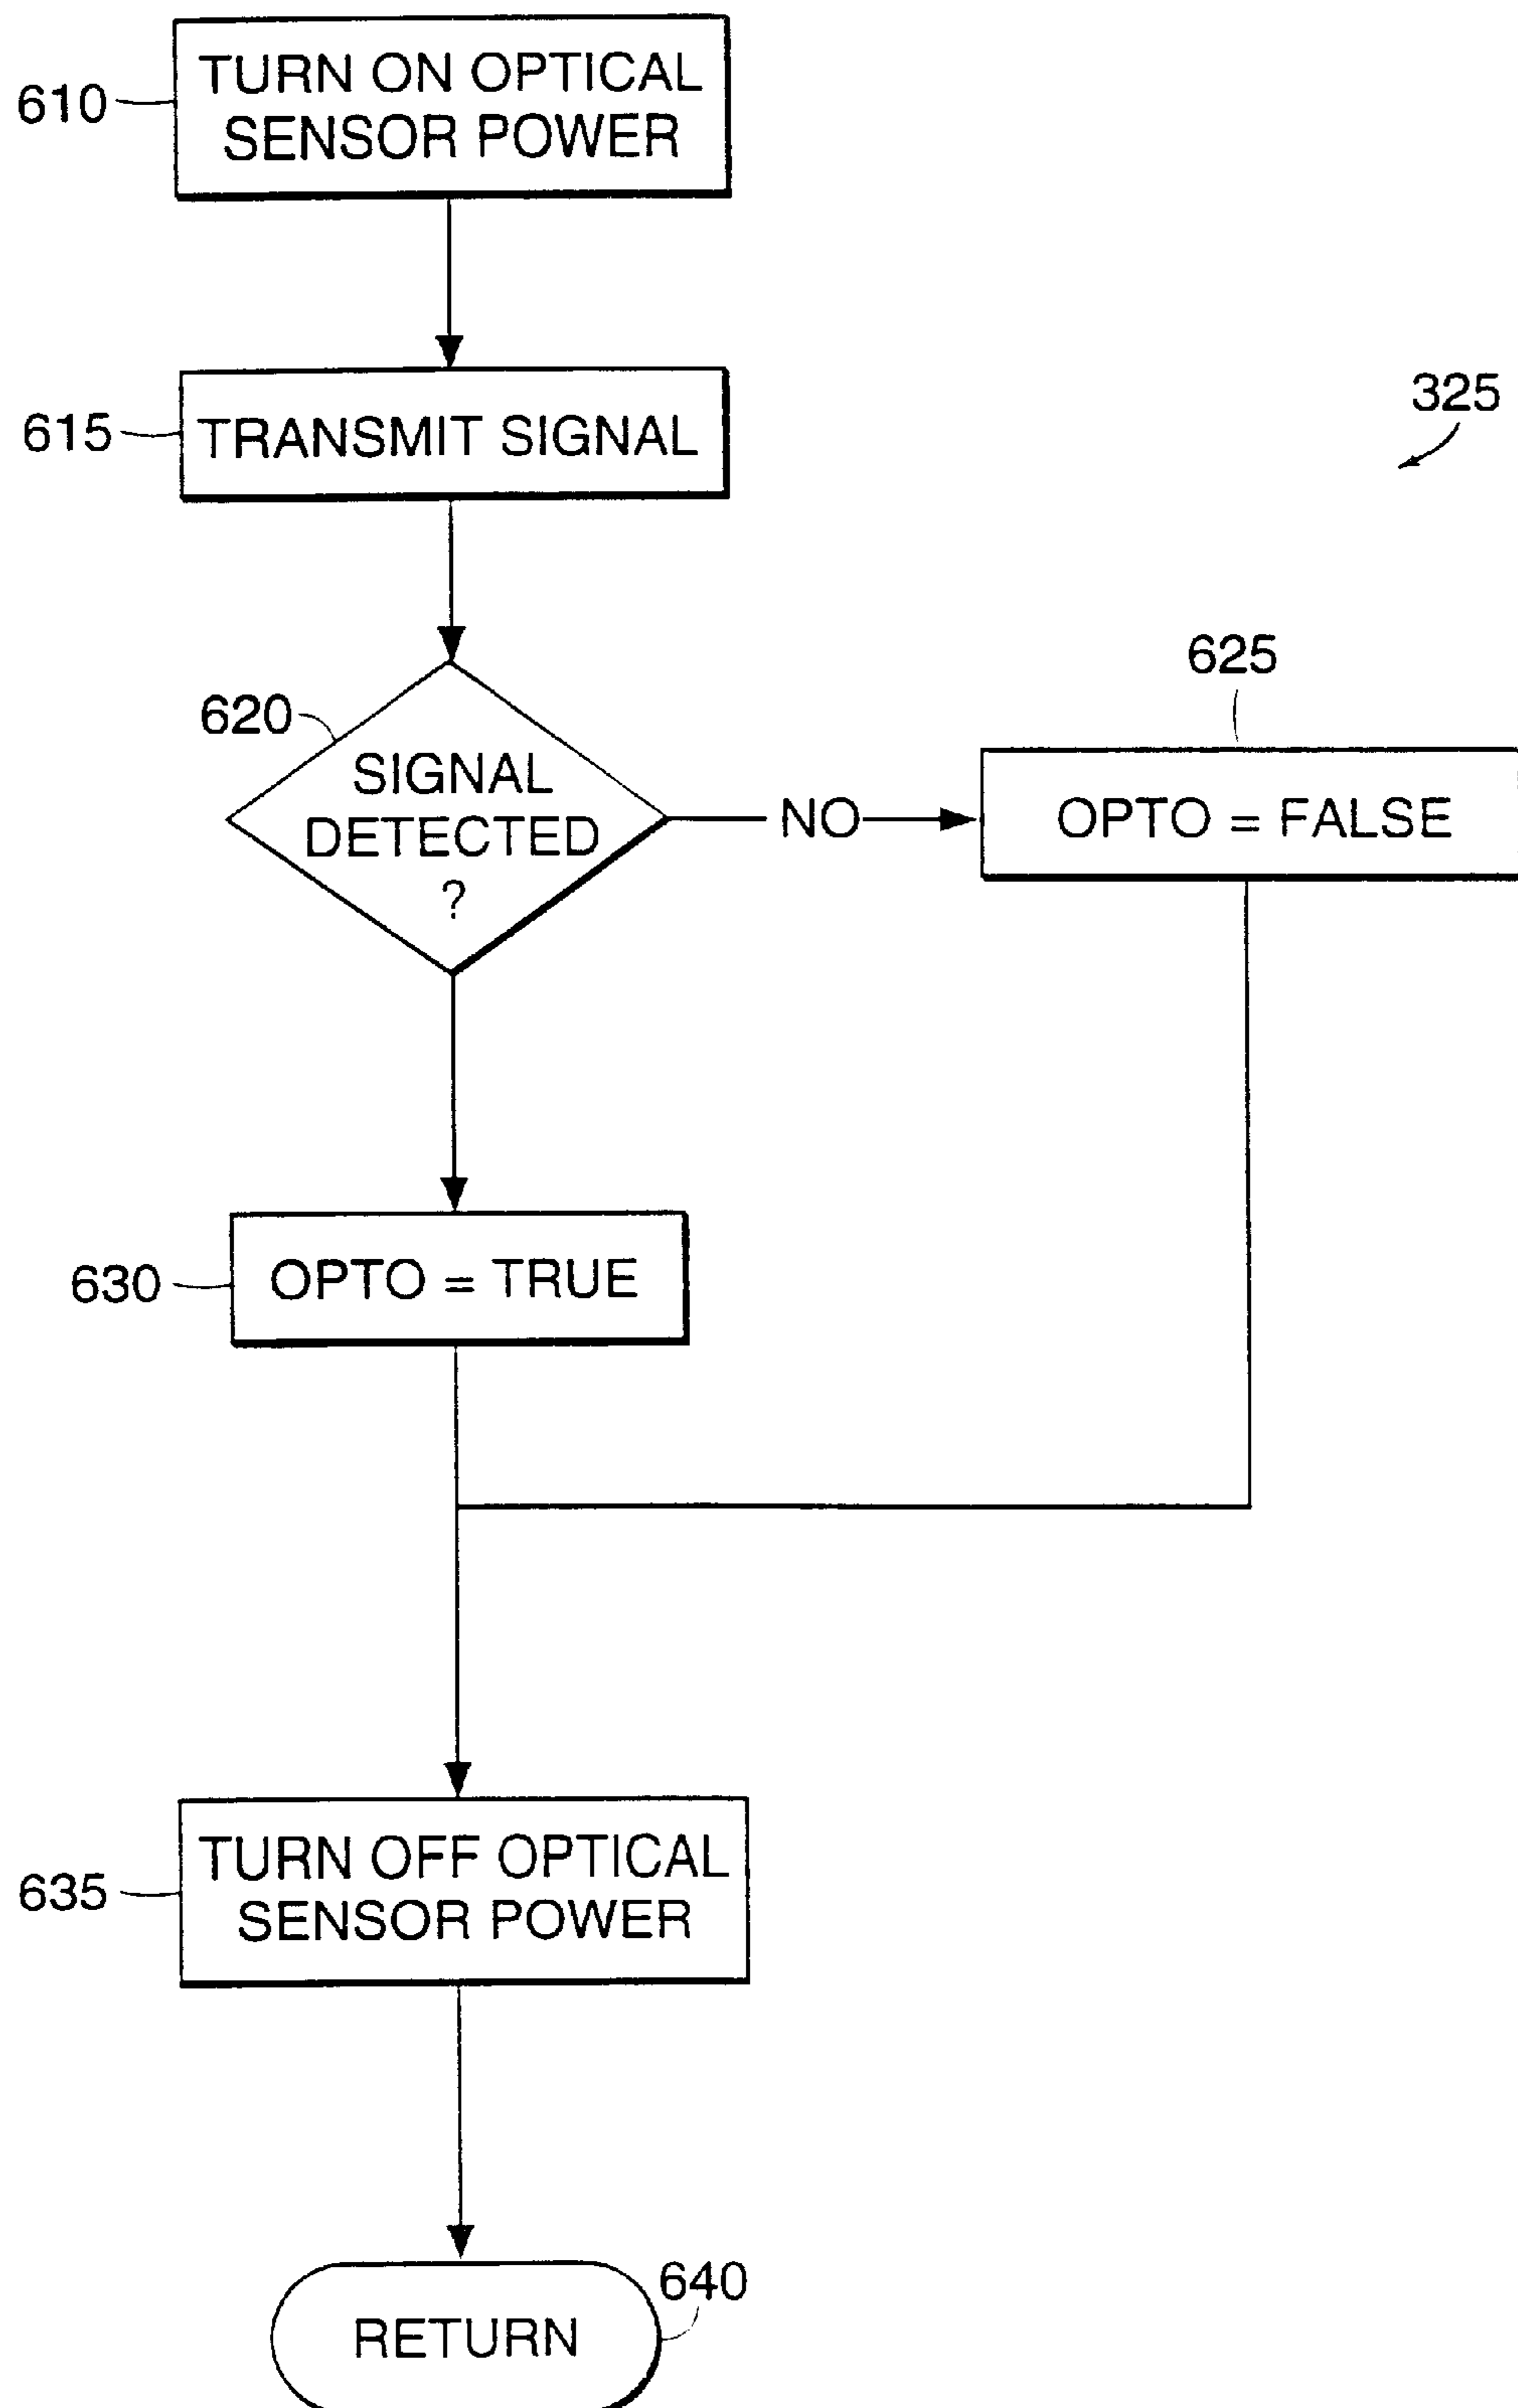 610
TURN ON OPTICAL
SENSOR POWER
615
TRANSMIT SIGNAL
325
620
SIGNAL
DETECTED
?
NO
625
OPTO = FALSE
630
OPTO = TRUE
635
TURN OFF OPTICAL
SENSOR POWER
640
RETURN